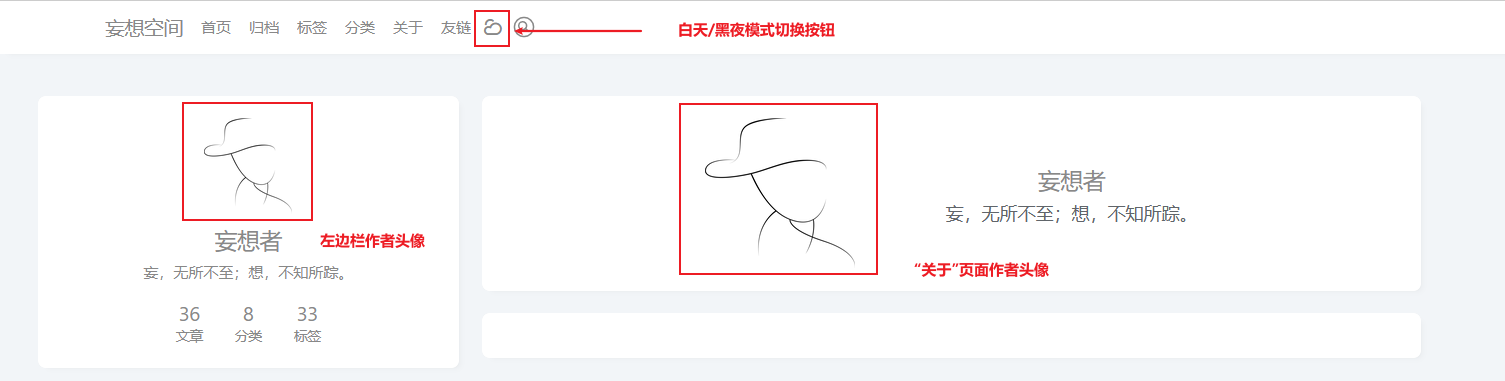 妄想空间 首页 归档 标签 分类 关于 友链
白天/黑夜模式切换按钮
妄想者
左边栏作者头像
妄，无所不至；想，不知所踪。
36 8 33
文章 分类 标签
妄想者
妄，无所不至；想，不知所踪。
“关于”页面作者头像